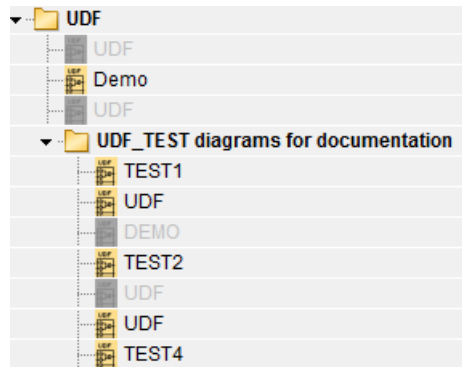 UDF
UDF
Demo
UDF
UDF_TEST diagrams for documentation
TEST1
UDF
DEMO
TEST2
UDF
UDF
TEST4